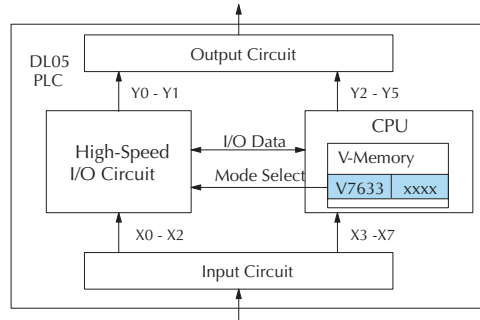 Output Circuit
DL05
PLC
Y0 - Y1
Y2 - Y5
CPU
High-Speed
I/O Circuit
I/O Data
V-Memory
Mode Select
V7633
xxxx
X0 - X2
X3 -X7
Input Circuit